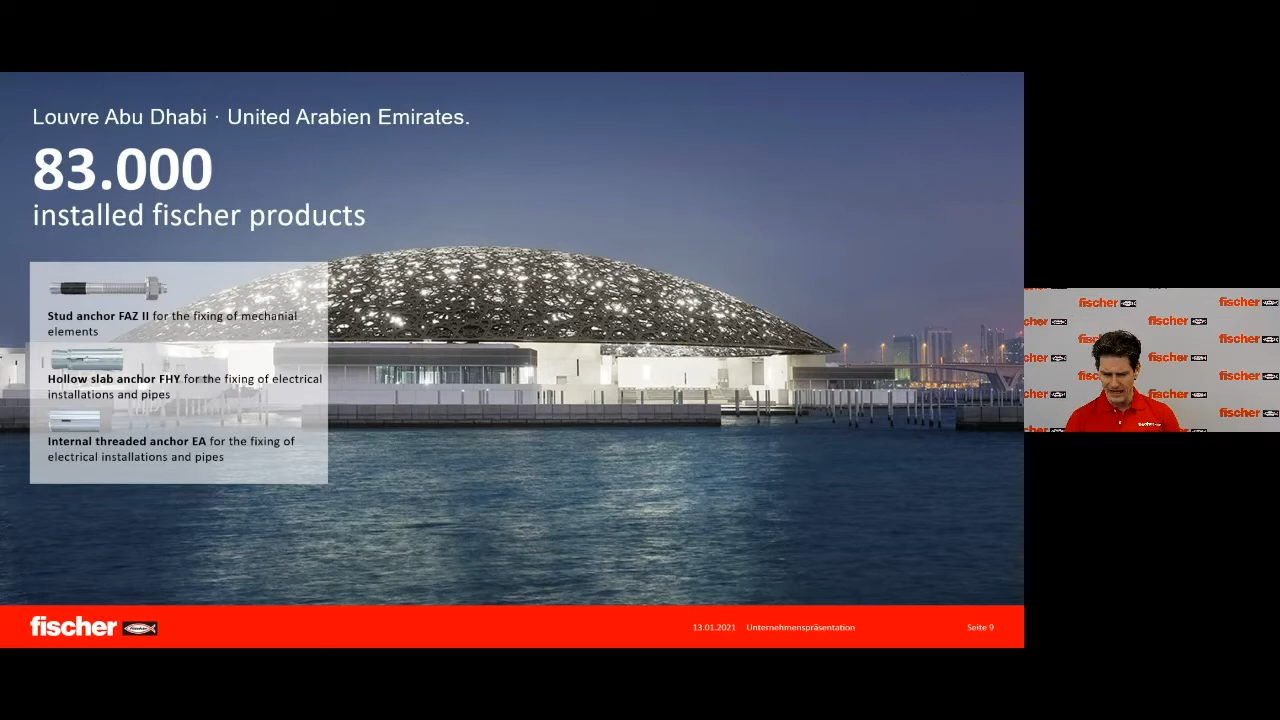 Louvre Abu Dhabi · United Arabien Emirates.
83.000
installed fischer products
Stud anchor FAZ II for the fixing of mechanial
elements
Hollow slab anchor FHY for the fixing of electrical
installations and pipes
Internal threaded anchor EA for the fixing of
electrical installations and pipes
fischer
13.01.2021 Unternehmenspräsentation
Seite 9
fischer
fischer
fischer
fischer
fischer
fischer
fischer
fischer
fischer
fischer